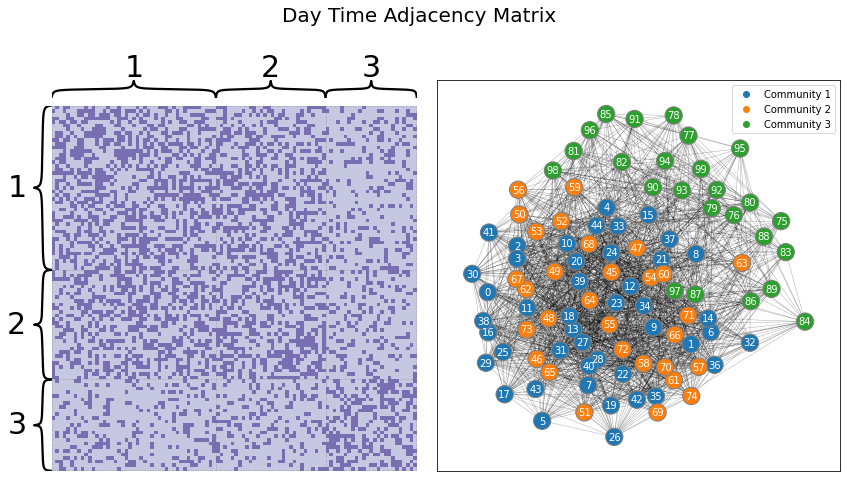 Day Time Adjacency Matrix
1 2 3
1
2
3
Community 1
Community 2
Community 3
85 91 78
96 77
81 95
82 94
98 99
56 59 90 93 92
80
4 79
50 15 76 75
52 44 33
41 53 88
2 10 68 37
47 83
3 20 24 21 8
63
30 49 45 60
67 39 54
62 12 89
0 97 87
64 23 86
11 34
38 48 18 71 14 84
55
16 73 13 9 6
66
27 1 32
25 31 72
46 28
29 40 58 70 57 36
65 22
7 61
17 43 35 74
42
51 19 69
5
26